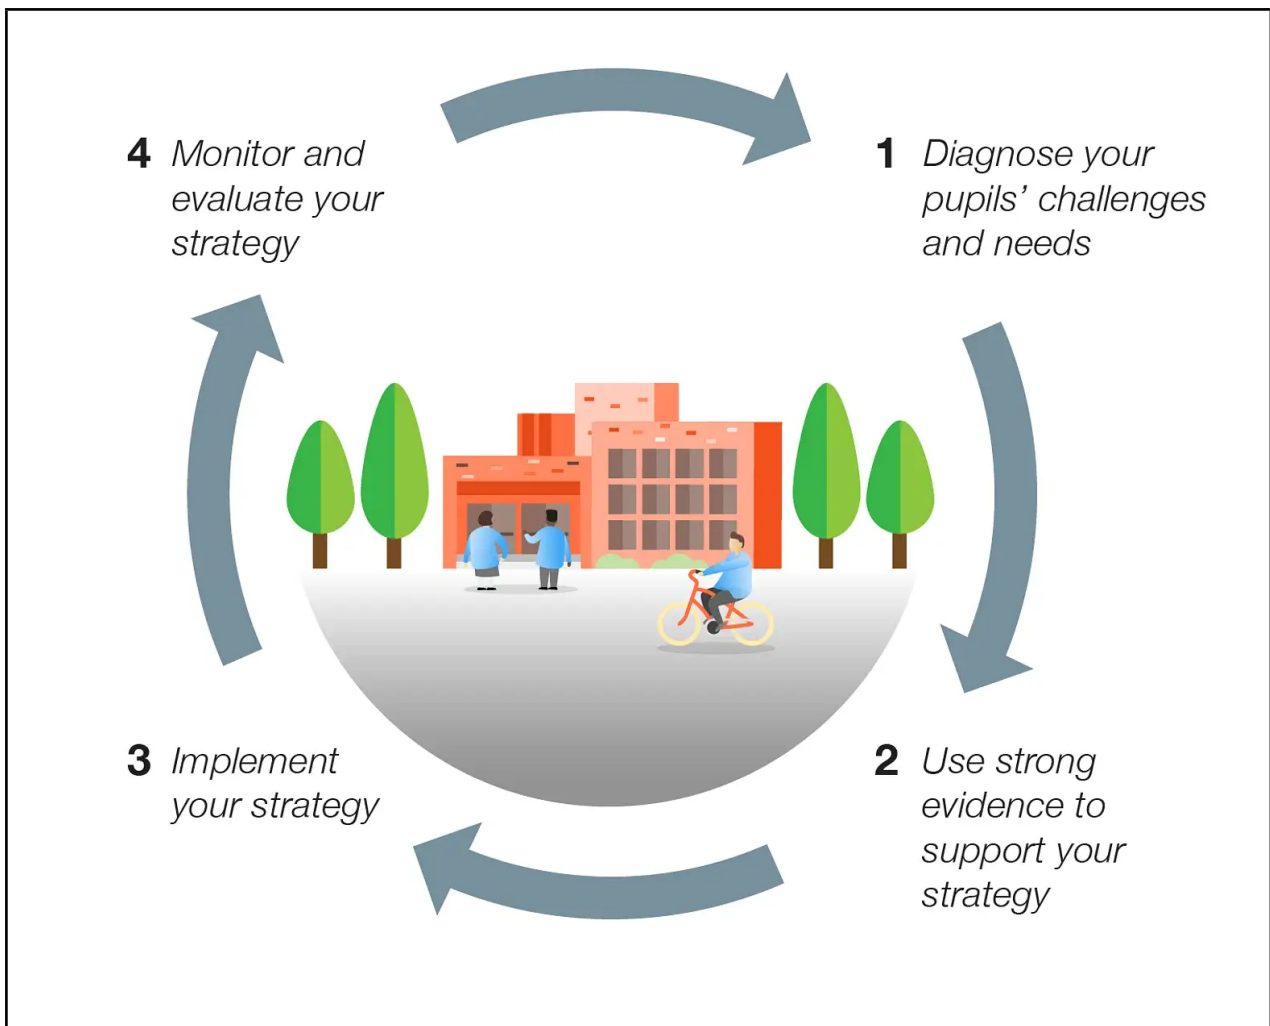 1 Diagnose your
pupils’ challenges
and needs
2 Use strong
evidence to
support your
strategy
3 Implement
your strategy
4 Monitor and
evaluate your
strategy